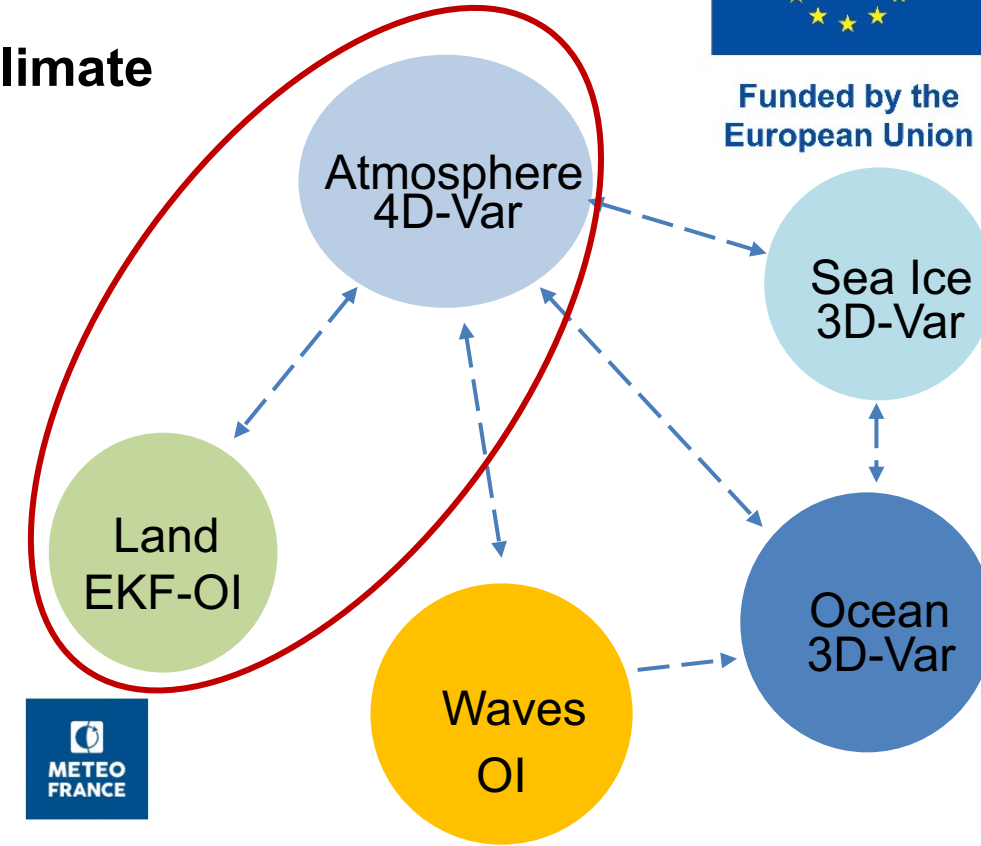 limate
Funded by the
European Union
Atmosphere
4D-Var
Sea Ice
3D-Var
Land
EKF-OI
Ocean
3D-Var
Waves
OI
METEO
FRANCE